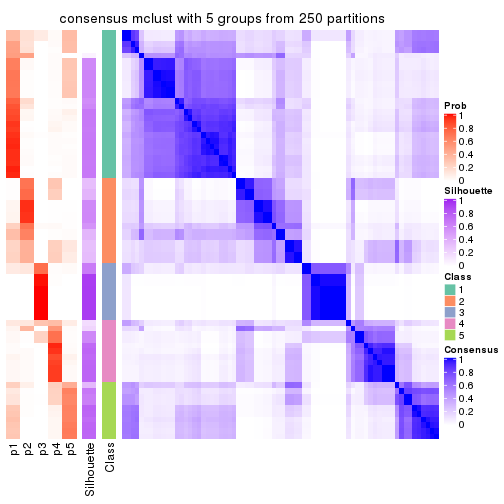 consensus mclust with 5 groups from 250 partitions
Prob
1
0.8
0.6
0.4
0.2
0
Silhouette
1
0.8
0.6
0.4
0.2
0
Class
1
2
3
4
5
Consensus
1
0.8
0.6
0.4
0.2
0
p1
p2
p3
p4
p5
Silhouette
Class